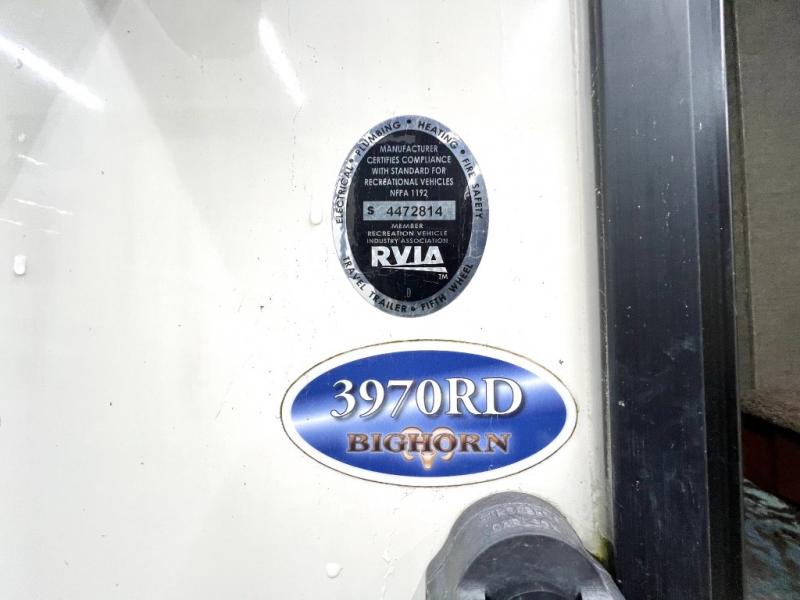 ELECTRICAL • PLUMBING • HEATING • FIRE SAFETY
MANUFACTURER
CERTIFIES COMPLIANCE
WITH STANDARD FOR
RECREATIONAL VEHICLES
NFPA 1192
S 4472814
MEMBER
RECREATION VEHICLE
INDUSTRY ASSOCIATION
RVIA
TM
D
TRAVEL TRAILER • FIFTH WHEEL
3970RD
BIGHORN